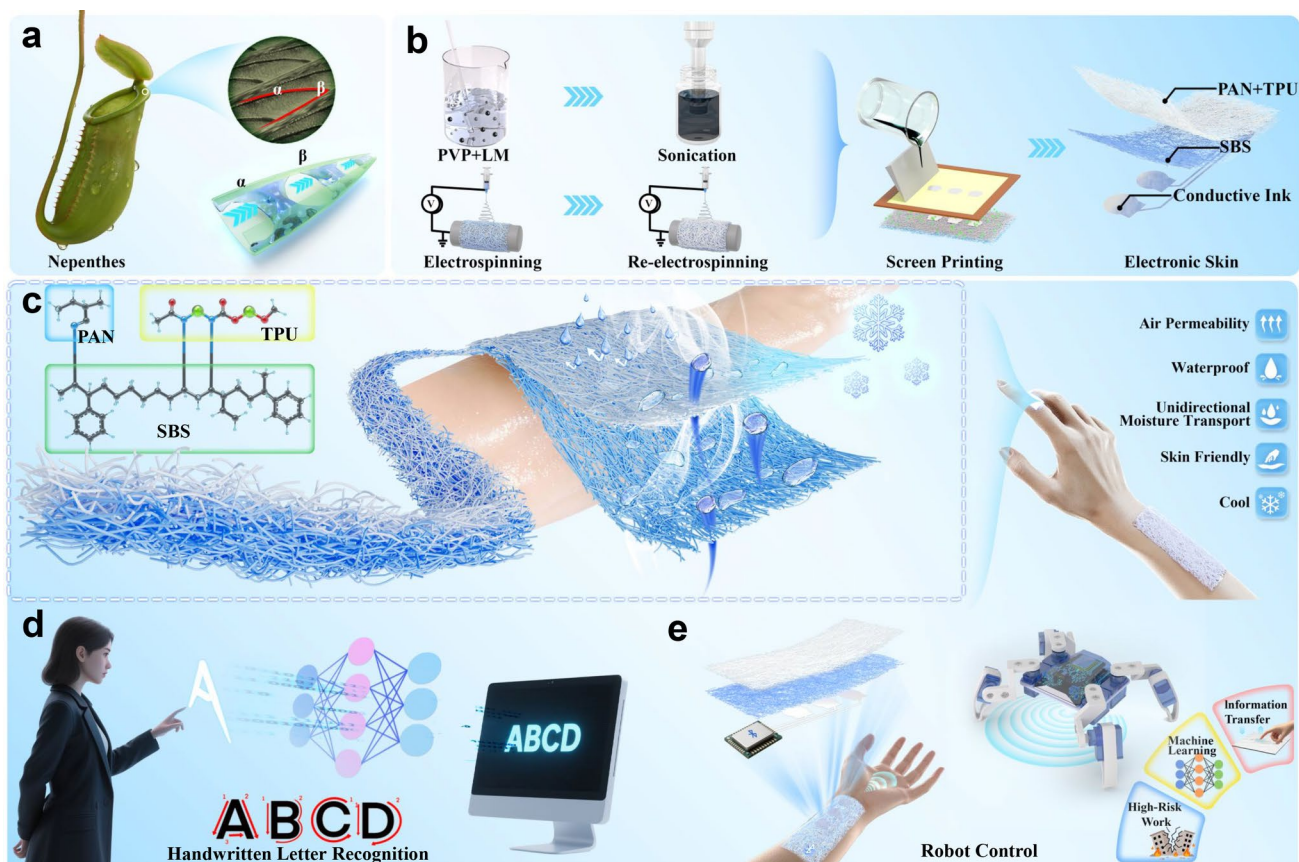 a
α
β
β
α
Nepenthes
b
PVP+LM
Sonication
V
Electrospinning
V
Re-electrospinning
Screen Printing
PAN+TPU
SBS
Conductive Ink
Electronic Skin
c
PAN
TPU
SBS
Air Permeability
Waterproof
Unidirectional
Moisture Transport
Skin Friendly
Cool
d
A
ABCD
ABCD
Handwritten Letter Recognition
e
Information
Transfer
Machine
Learning
High-Risk
Work
Robot Control